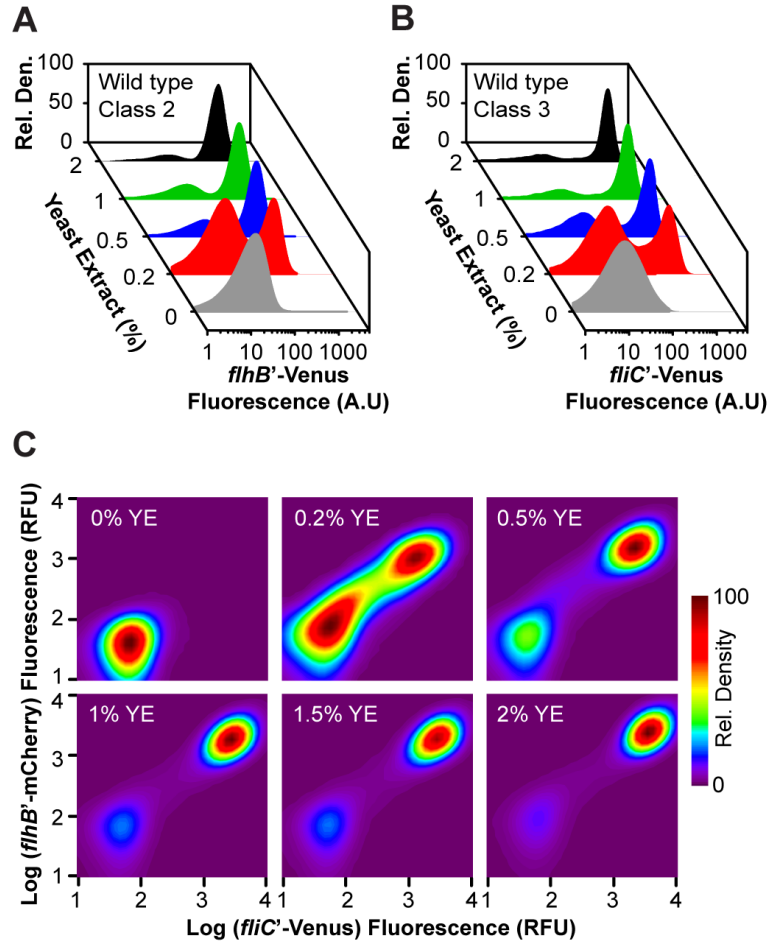 A
B
Rel. Den.
100
50
0
Wild type
Class 2
2
1
0.5
0.2
0
Yeast Extract (%)
1 10 100 1000
flhB'-Venus
Fluorescence (A.U)
Rel. Den.
100
50
0
Wild type
Class 3
2
1
0.5
0.2
0
Yeast Extract (%)
1 10 100 1000
fliC'-Venus
Fluorescence (A.U)
C
Log (flhB'-mCherry) Fluorescence (RFU)
4
3
2
1
0% YE
0.2% YE
0.5% YE
4
3
2
1
1% YE
1.5% YE
2% YE
1 2 3 4
1 2 3 4
1 2 3 4
Log (fliC'-Venus) Fluorescence (RFU)
100
0
Rel. Density